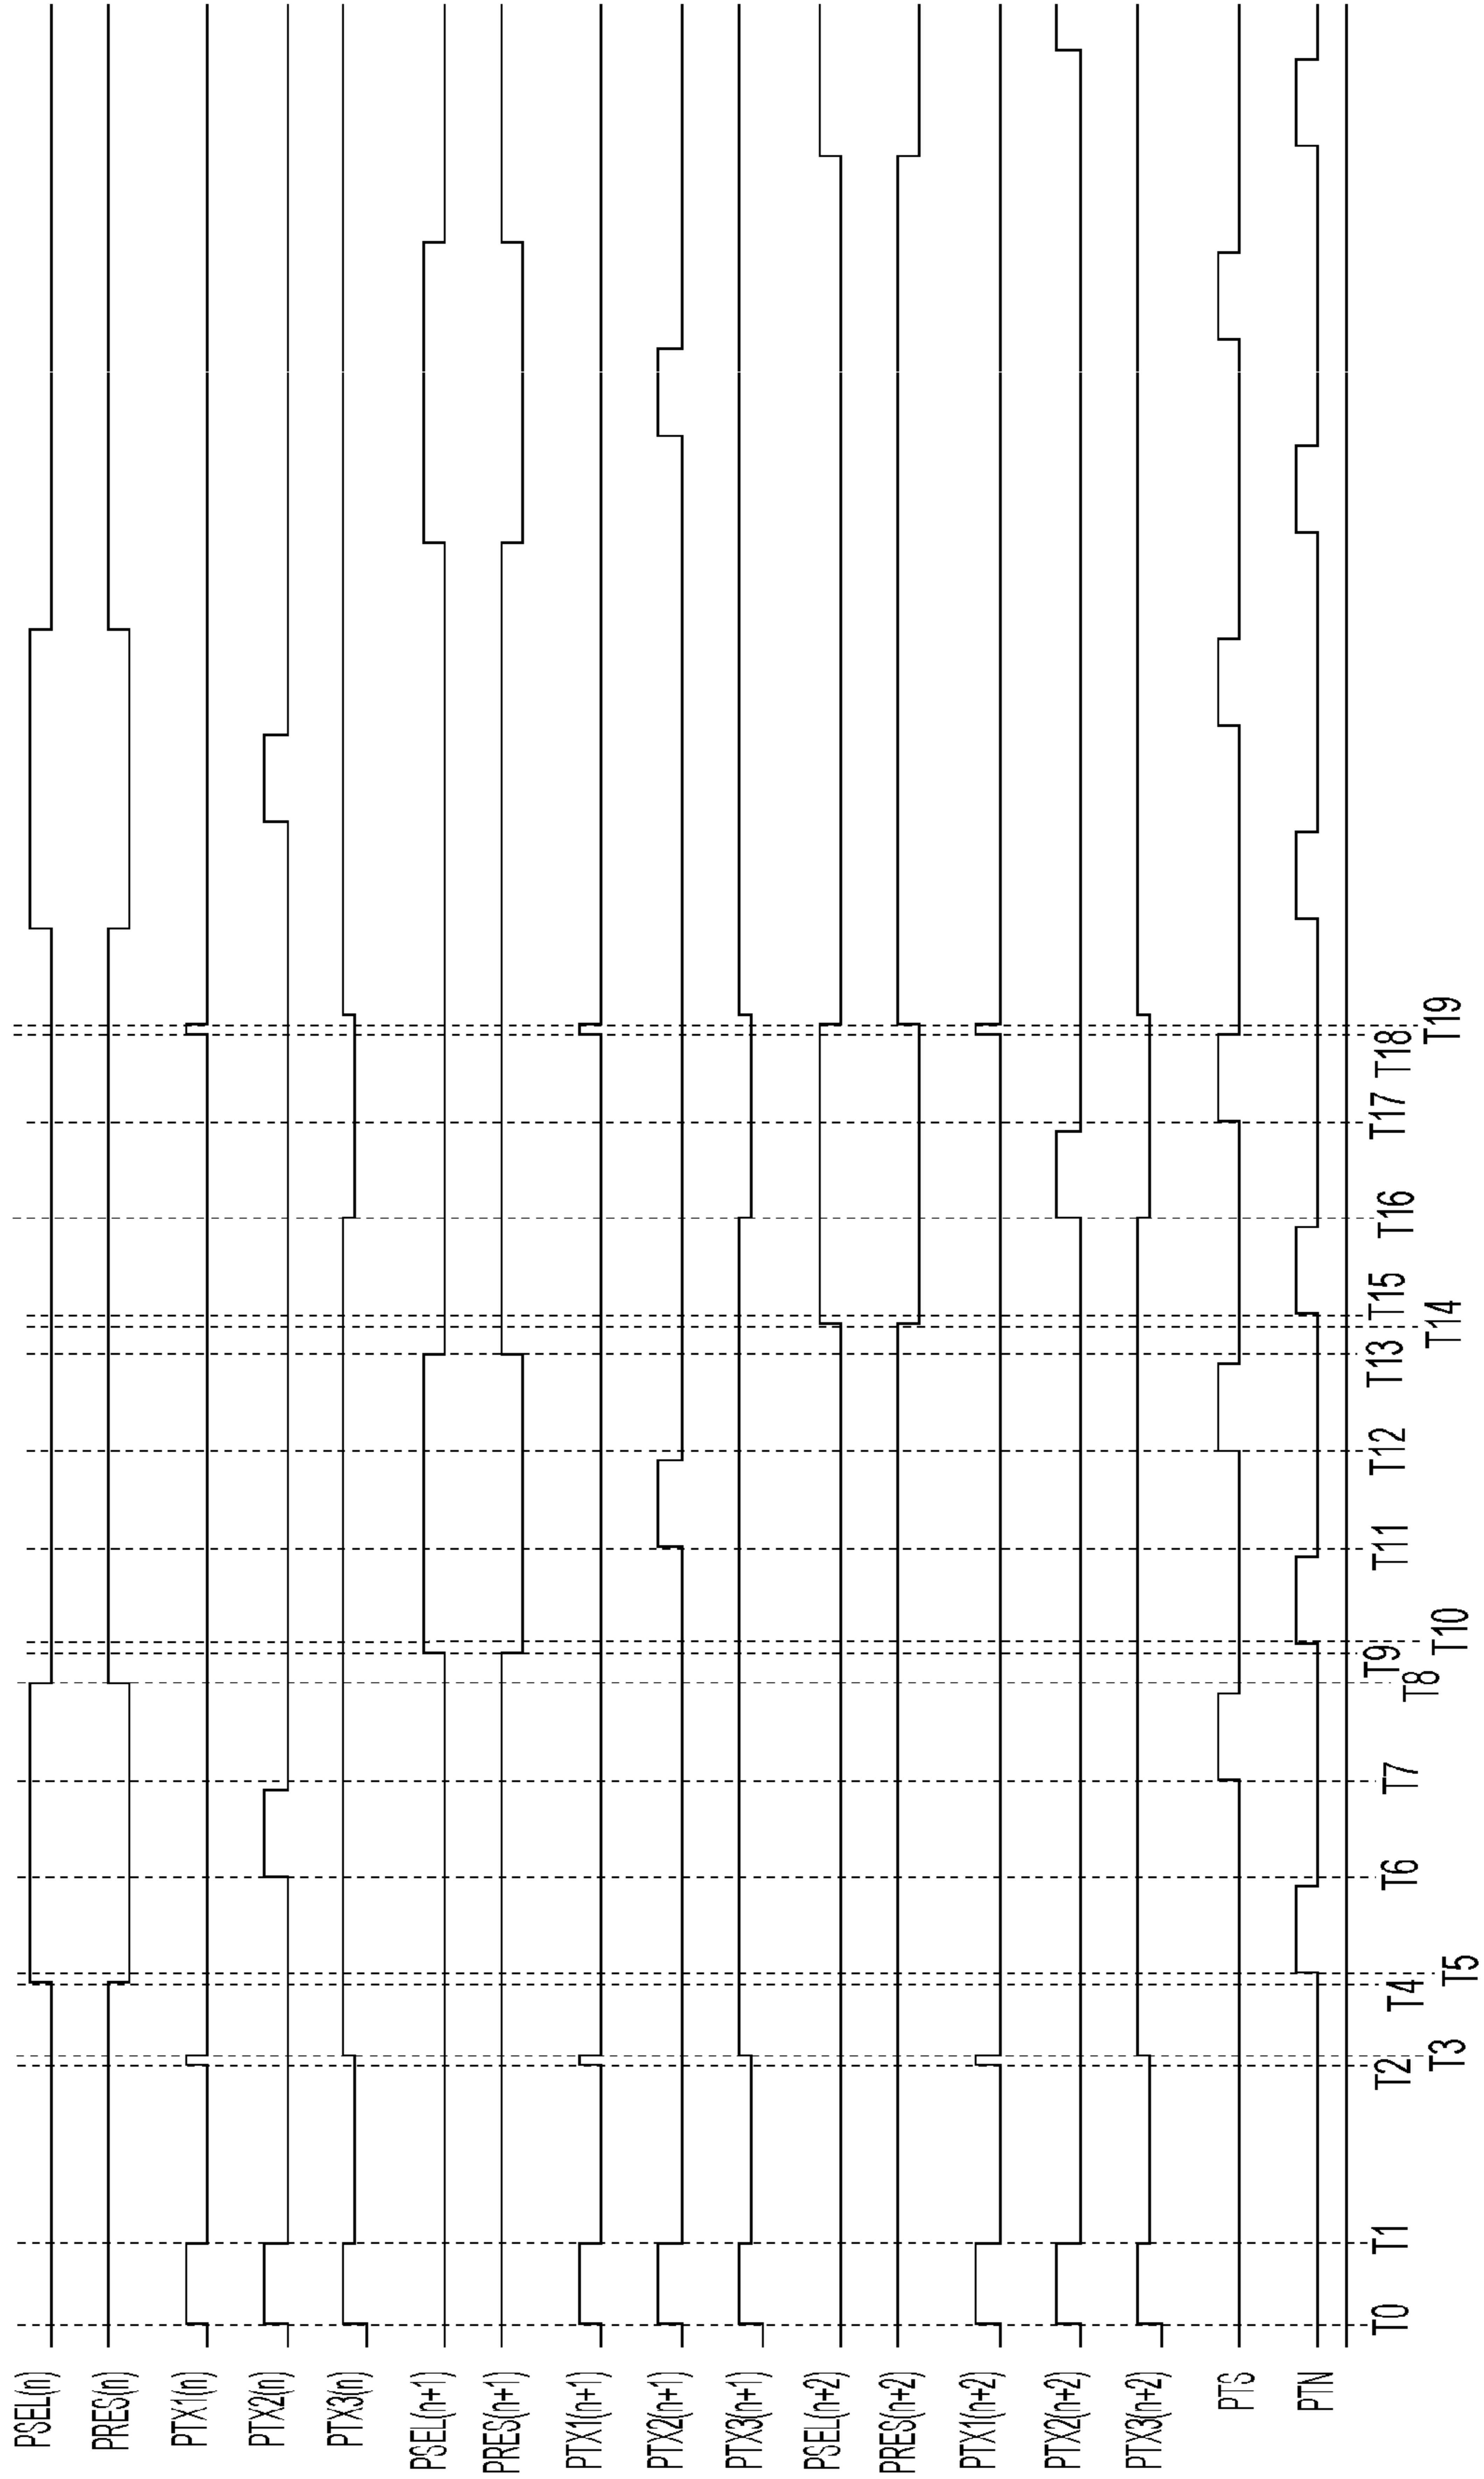 PSEL(n)
PRES(n)
PTX1(n)
PTX2(n)
PTX3(n)
PSEL(n+1)
PRES(n+1)
PTX1(n+1)
PTX2(n+1)
PTX3(n+1)
PSEL(n+2)
PRES(n+2)
PTX1(n+2)
PTX2(n+2)
PTX3(n+2)
PTS
PTN
T0
T1
T2
T3
T4
T5
T6
T7
T8
T9
T10
T11
T12
T13
T14
T15
T16
T17
T18
T19